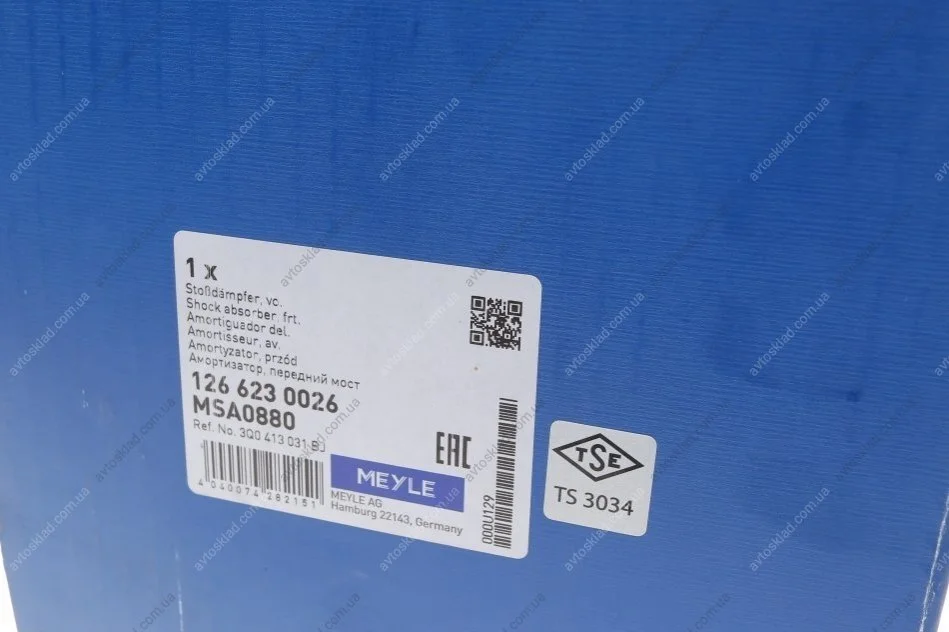 1 x
Stoßdämpfer, vo.
Shock absorber, frt.
Amortiguador del.
Amortisseur, av.
Amortyzator, przód
Амортизатор, передний мост
126 623 0026
MSA0880
Ref. No. 3Q0 413 031 BJ
4 040074 282151
EAC
MEYLE
MEYLE AG
Hamburg 22143, Germany
000U129
TSE
TS 3034
avtosklad.com.ua